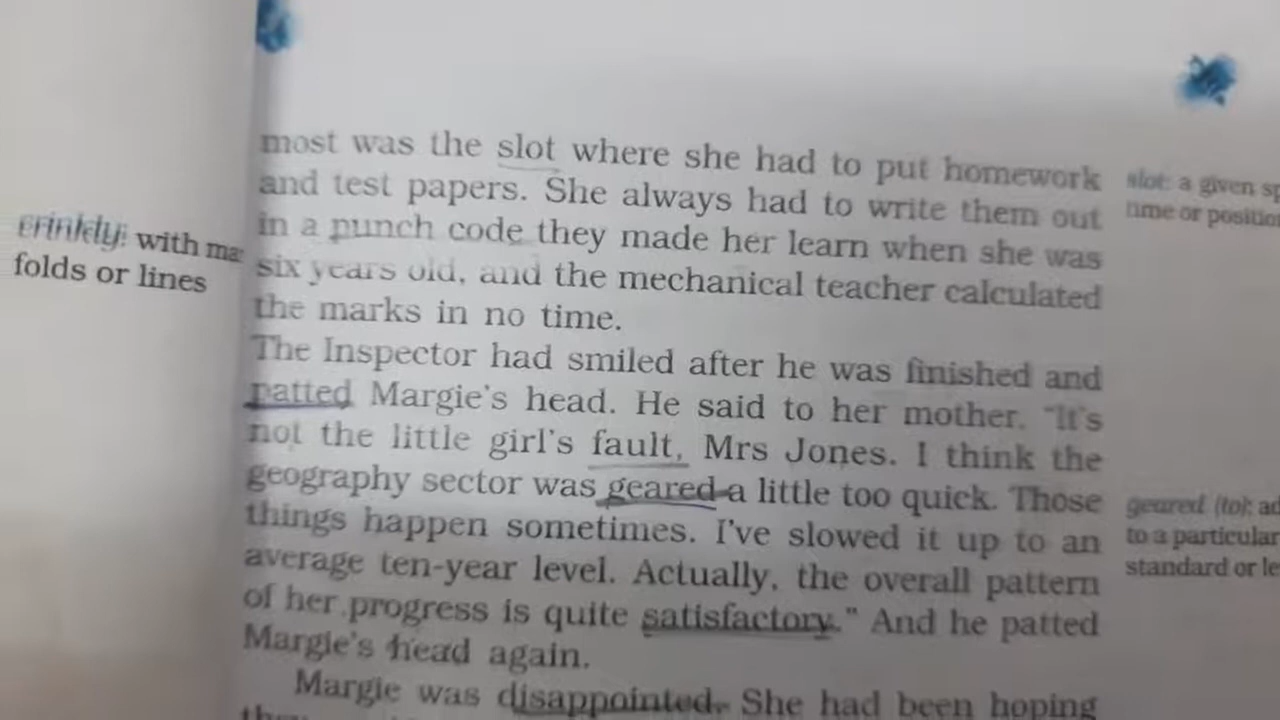 most was the slot where she had to put homework
and test papers. She always had to write them out
in a punch code they made her learn when she was
six years old, and the mechanical teacher calculated
the marks in no time.
The Inspector had smiled after he was finished and
patted Margie's head. He said to her mother. "It's
not the little girl's fault, Mrs Jones. I think the
geography sector was geared a little too quick. Those
things happen sometimes. I've slowed it up to an
average ten-year level. Actually, the overall pattern
of her progress is quite satisfactory." And he patted
Margie's head again.
Margie was disappointed. She had been hoping
crinkly: with
folds or lines
slot: a given
time or
geared (to):
to a particular
standard or